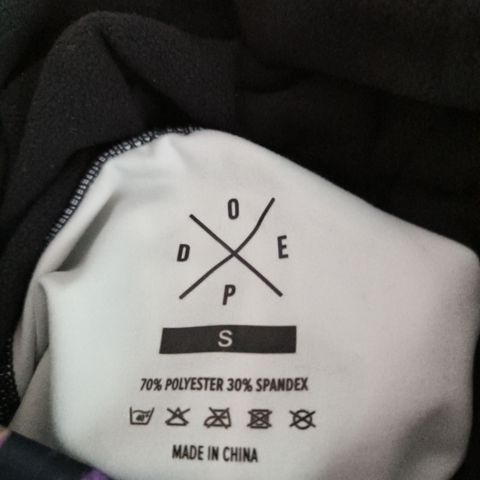 O
D E
P
S
70% POLYESTER 30% SPANDEX
MADE IN CHINA